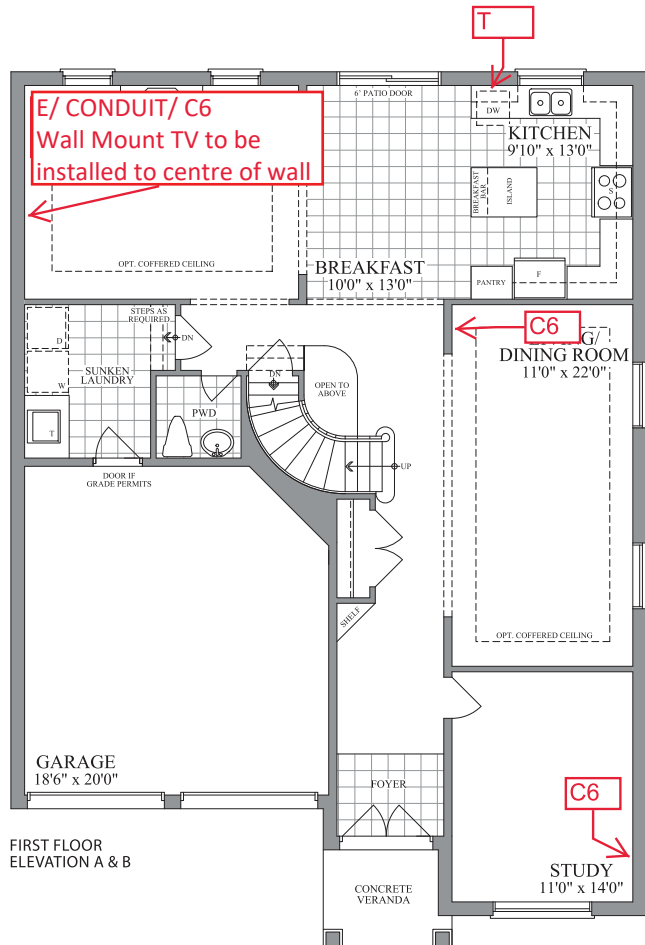 T
E/ CONDUIT/ C6
Wall Mount TV to be
installed to centre of wall
6' PATIO DOOR
DW
KITCHEN
9'10" x 13'0"
BREAKFAST
BAR
ISLAND
S
OPT. COFFERED CEILING
BREAKFAST
10'0" x 13'0"
PANTRY
F
STEPS AS
REQUIRED
DN
D
SUNKEN
LAUNDRY
W
T
C6
DINING ROOM
11'0" x 22'0"
DN
OPEN TO
ABOVE
PWD
UP
DOOR IF
GRADE PERMITS
SHELF
OPT. COFFERED CEILING
GARAGE
18'6" x 20'0"
FOYER
C6
FIRST FLOOR
ELEVATION A & B
STUDY
11'0" x 14'0"
CONCRETE
VERANDA